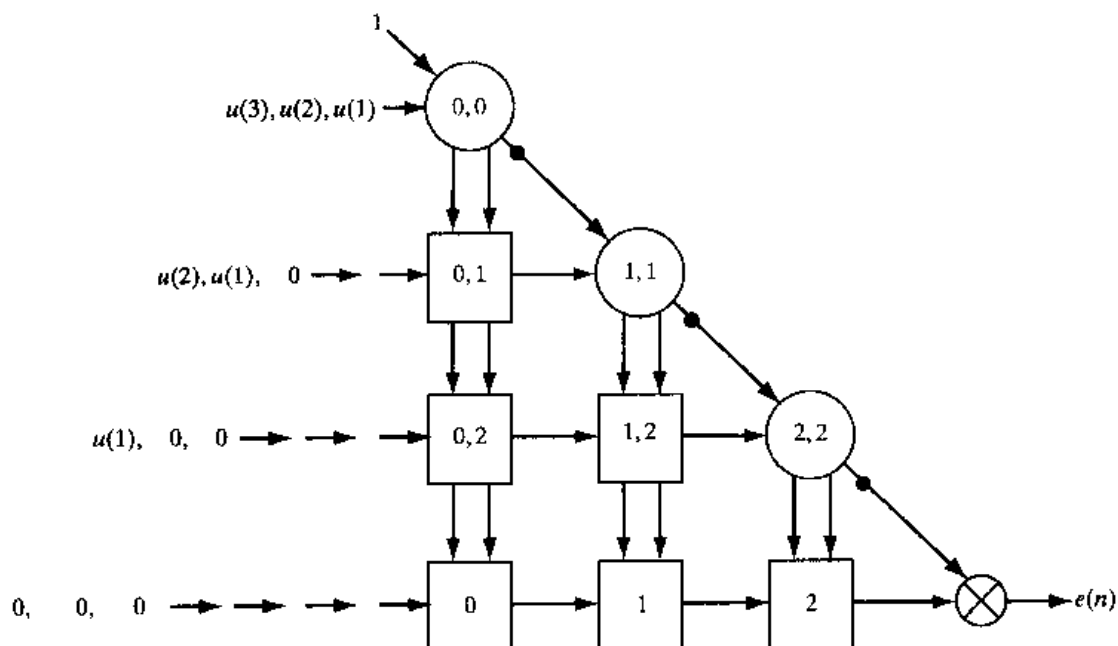 1
u(3), u(2), u(1)
0, 0
u(2), u(1), 0
0, 1
1, 1
u(1), 0, 0
0, 2
1, 2
2, 2
0, 0, 0
0
1
2
e(n)